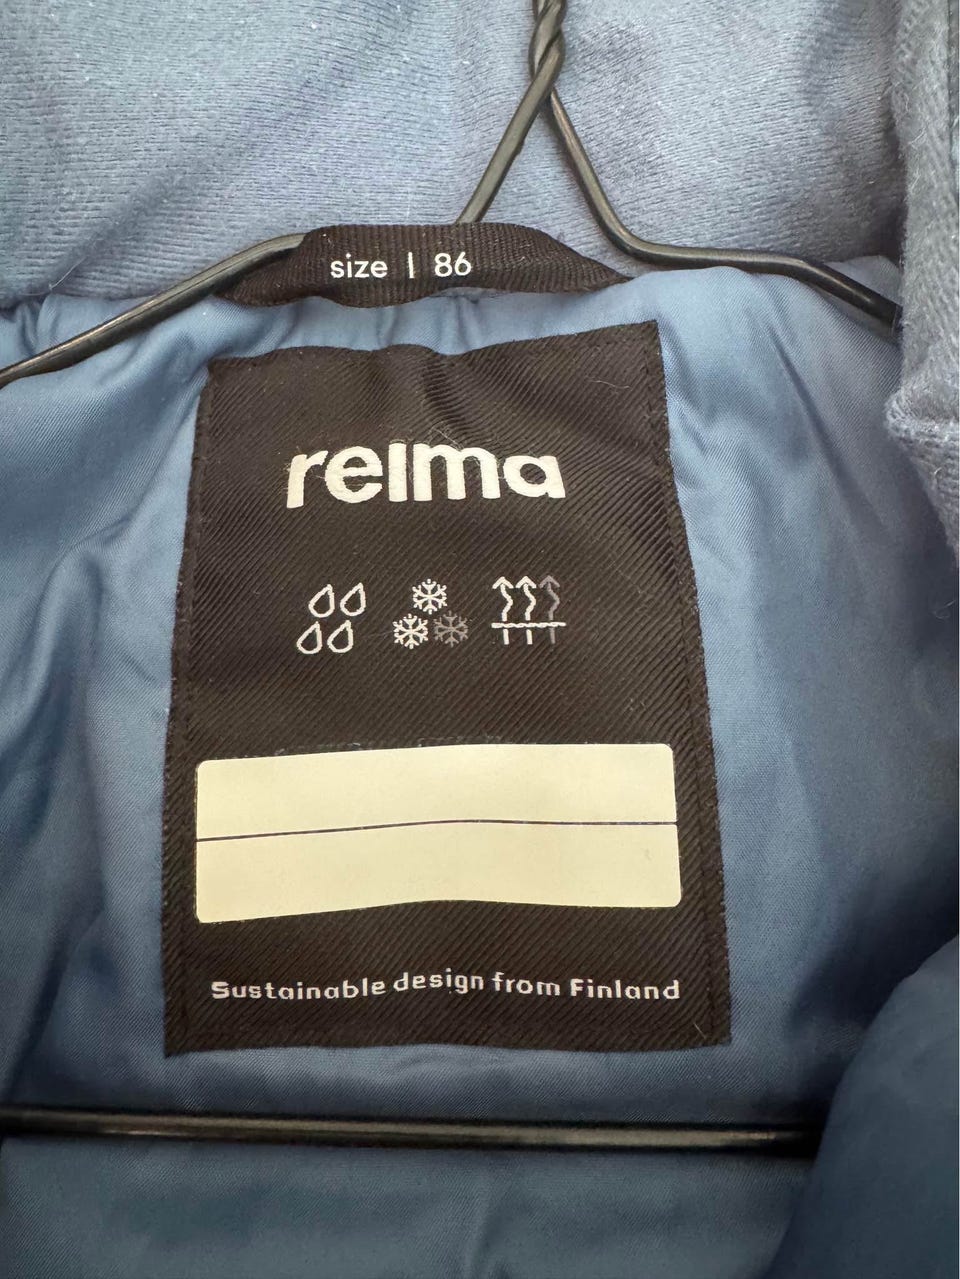 size | 86
reima
Sustainable design from Finland